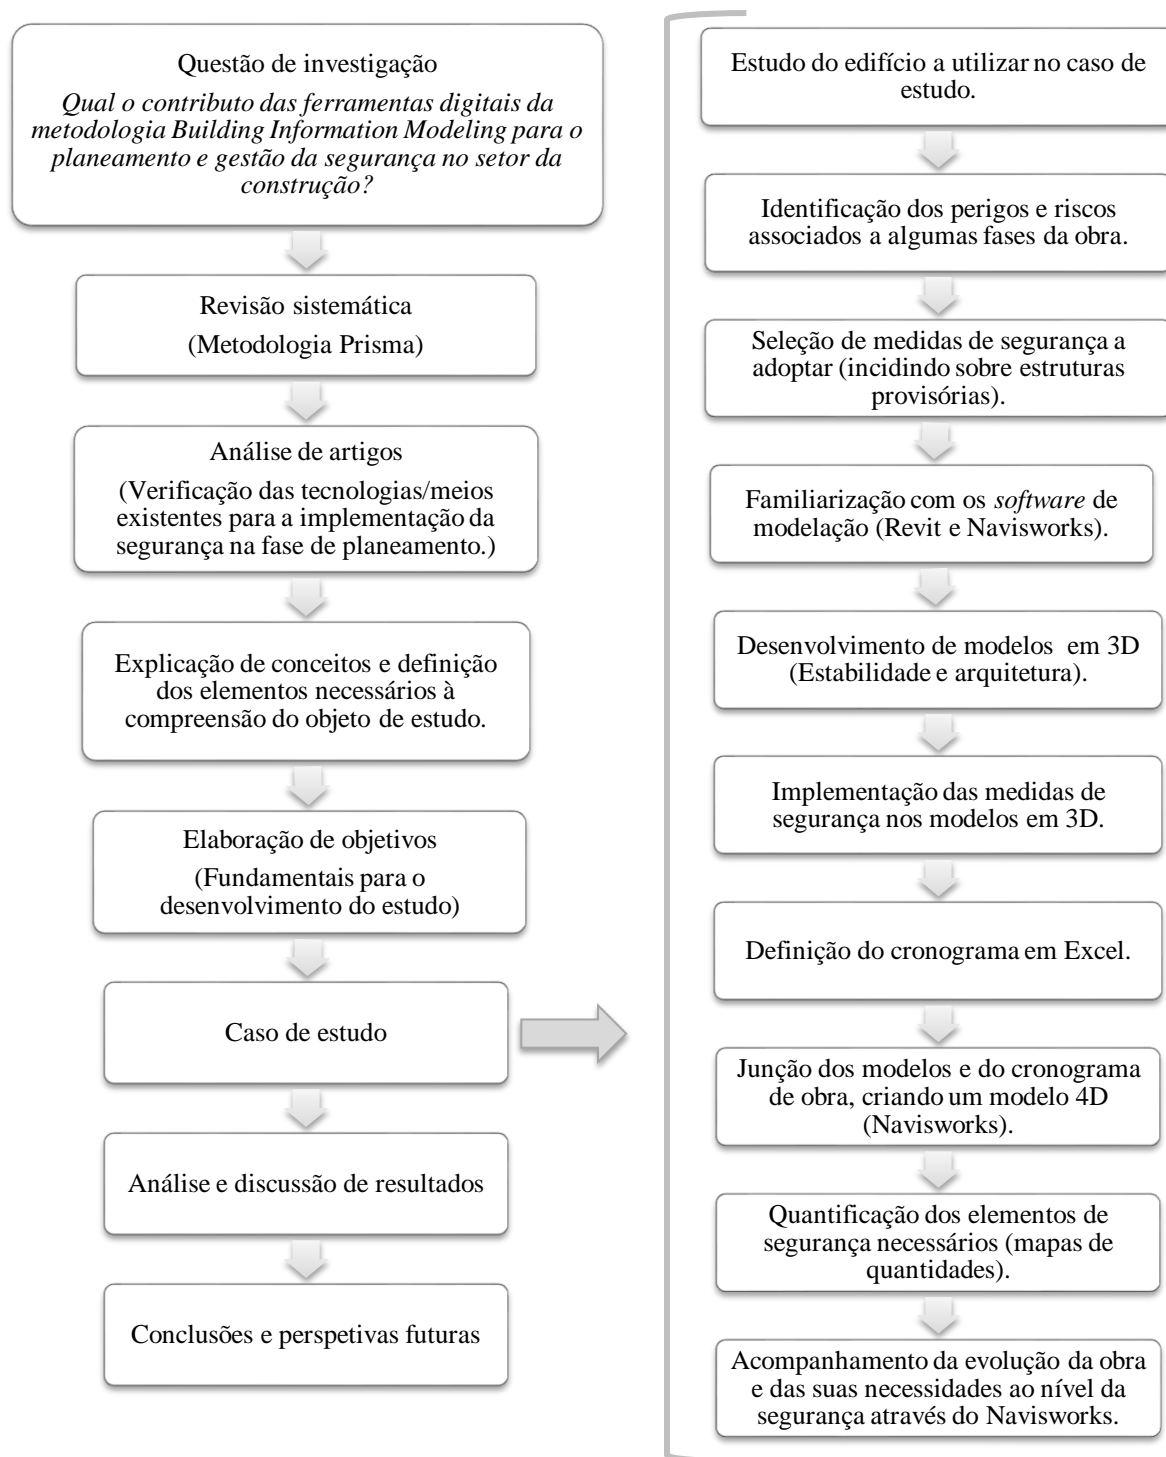 Questão de investigação
Qual o contributo das ferramentas digitais da
metodologia Building Information Modeling para o
planeamento e gestão da segurança no setor da
construção?
Revisão sistemática
(Metodologia Prisma)
Análise de artigos
(Verificação das tecnologias/meios
existentes para a implementação da
segurança na fase de planeamento.)
Explicação de conceitos e definição
dos elementos necessários à
compreensão do objeto de estudo.
Elaboração de objetivos
(Fundamentais para o
desenvolvimento do estudo)
Caso de estudo
Análise e discussão de resultados
Conclusões e perspetivas futuras
Estudo do edifício a utilizar no caso de
estudo.
Identificação dos perigos e riscos
associados a algumas fases da obra.
Seleção de medidas de segurança a
adoptar (incidindo sobre estruturas
provisórias).
Familiarização com os software de
modelação (Revit e Navisworks).
Desenvolvimento de modelos em 3D
(Estabilidade e arquitetura).
Implementação das medidas de
segurança nos modelos em 3D.
Definição do cronograma em Excel.
Junção dos modelos e do cronograma
de obra, criando um modelo 4D
(Navisworks).
Quantificação dos elementos de
segurança necessários (mapas de
quantidades).
Acompanhamento da evolução da obra
e das suas necessidades ao nível da
segurança através do Navisworks.